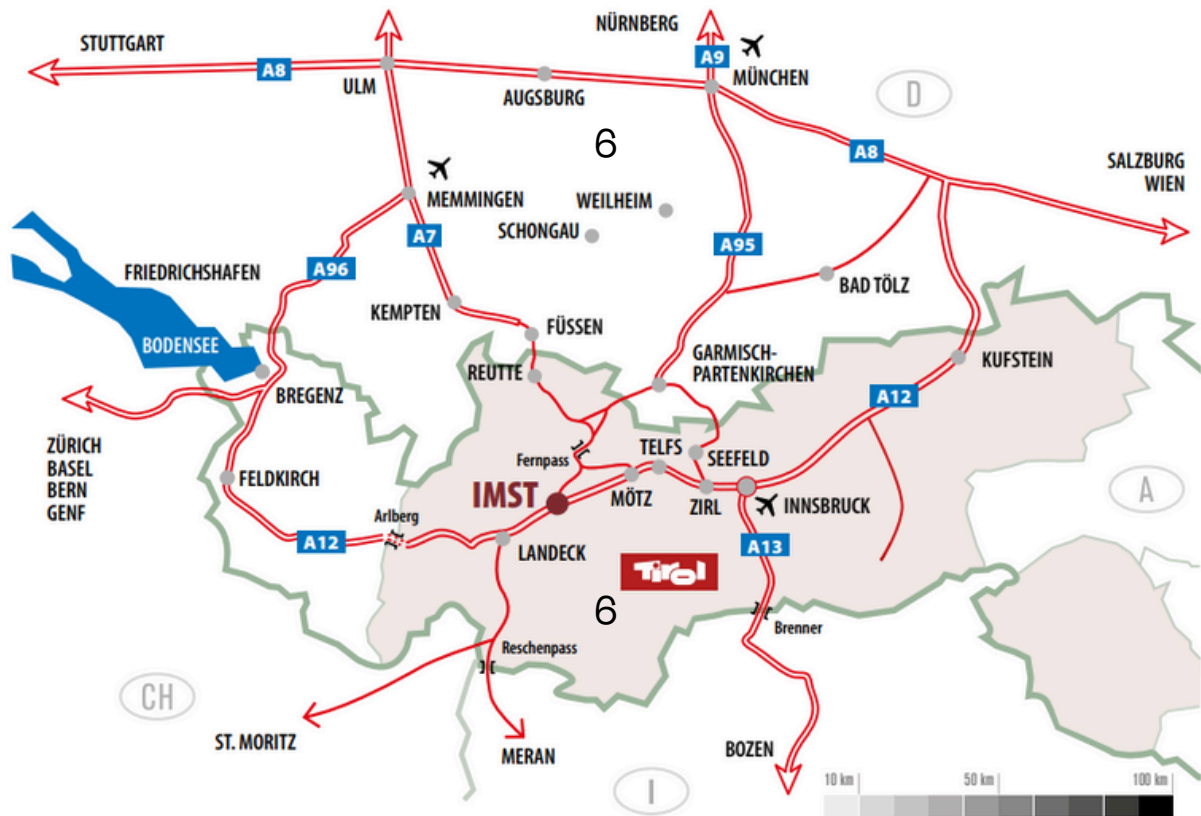 NÜRNBERG
STUTTGART
A9
A8
MÜNCHEN
ULM
AUGSBURG
D
6
A8
SALZBURG
WIEN
MEMMINGEN
WEILHEIM
SCHONGAU
A7
A95
FRIEDRICHSHAFEN
A96
BAD TÖLZ
KEMPTEN
FÜSSEN
BODENSEE
GARMISCH-
PARTENKIRCHEN
KUFSTEIN
REUTTE
BREGENZ
A12
ZÜRICH
BASEL
BERN
GENF
TELFS
SEEFELD
Fernpass
FELDKIRCH
IMST
MÖTZ
ZIRL
INNSBRUCK
A
Arlberg
A12
LANDECK
A13
Tirol
6
Brenner
Reschenpass
CH
ST. MORITZ
MERAN
BOZEN
I
10 km
50 km
100 km